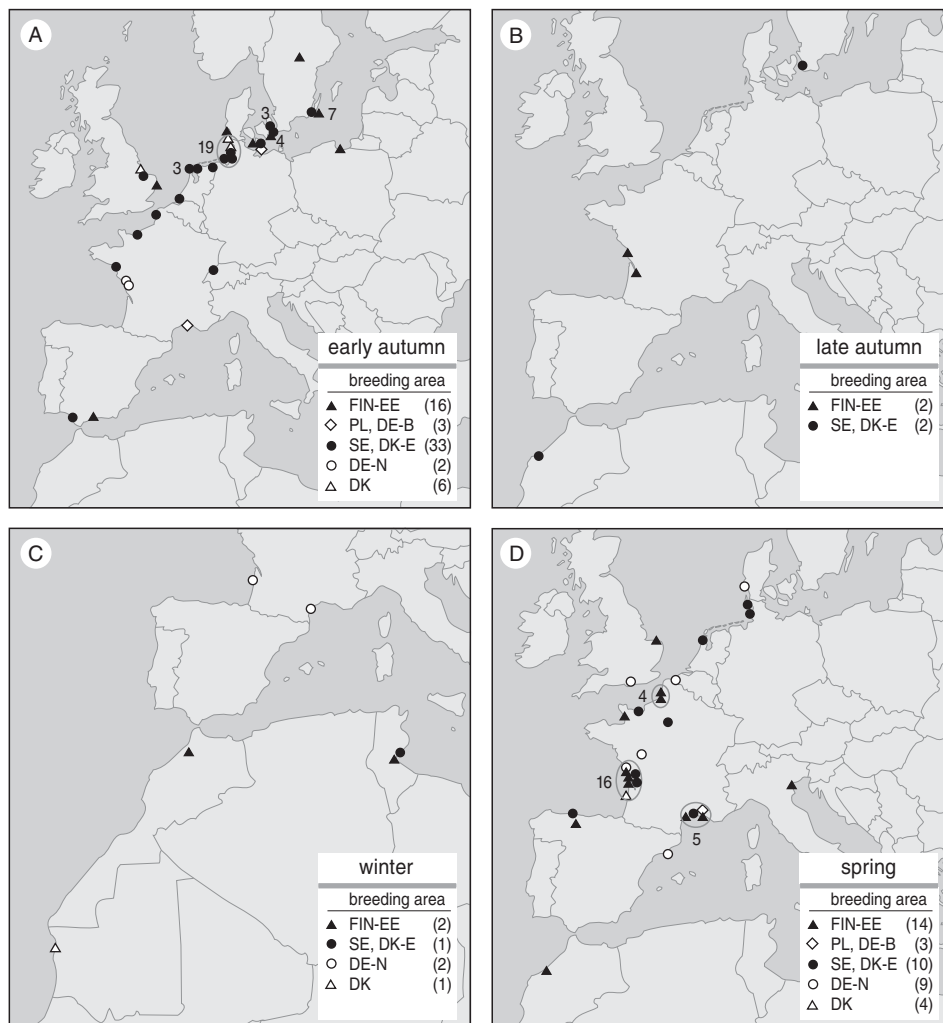 A
3
7
4
19
3
early autumn
breeding area
FIN-EE (16)
PL, DE-B (3)
SE, DK-E (33)
DE-N (2)
DK (6)
B
late autumn
breeding area
FIN-EE (2)
SE, DK-E (2)
C
winter
breeding area
FIN-EE (2)
SE, DK-E (1)
DE-N (2)
DK (1)
D
4
16
5
spring
breeding area
FIN-EE (14)
PL, DE-B (3)
SE, DK-E (10)
DE-N (9)
DK (4)